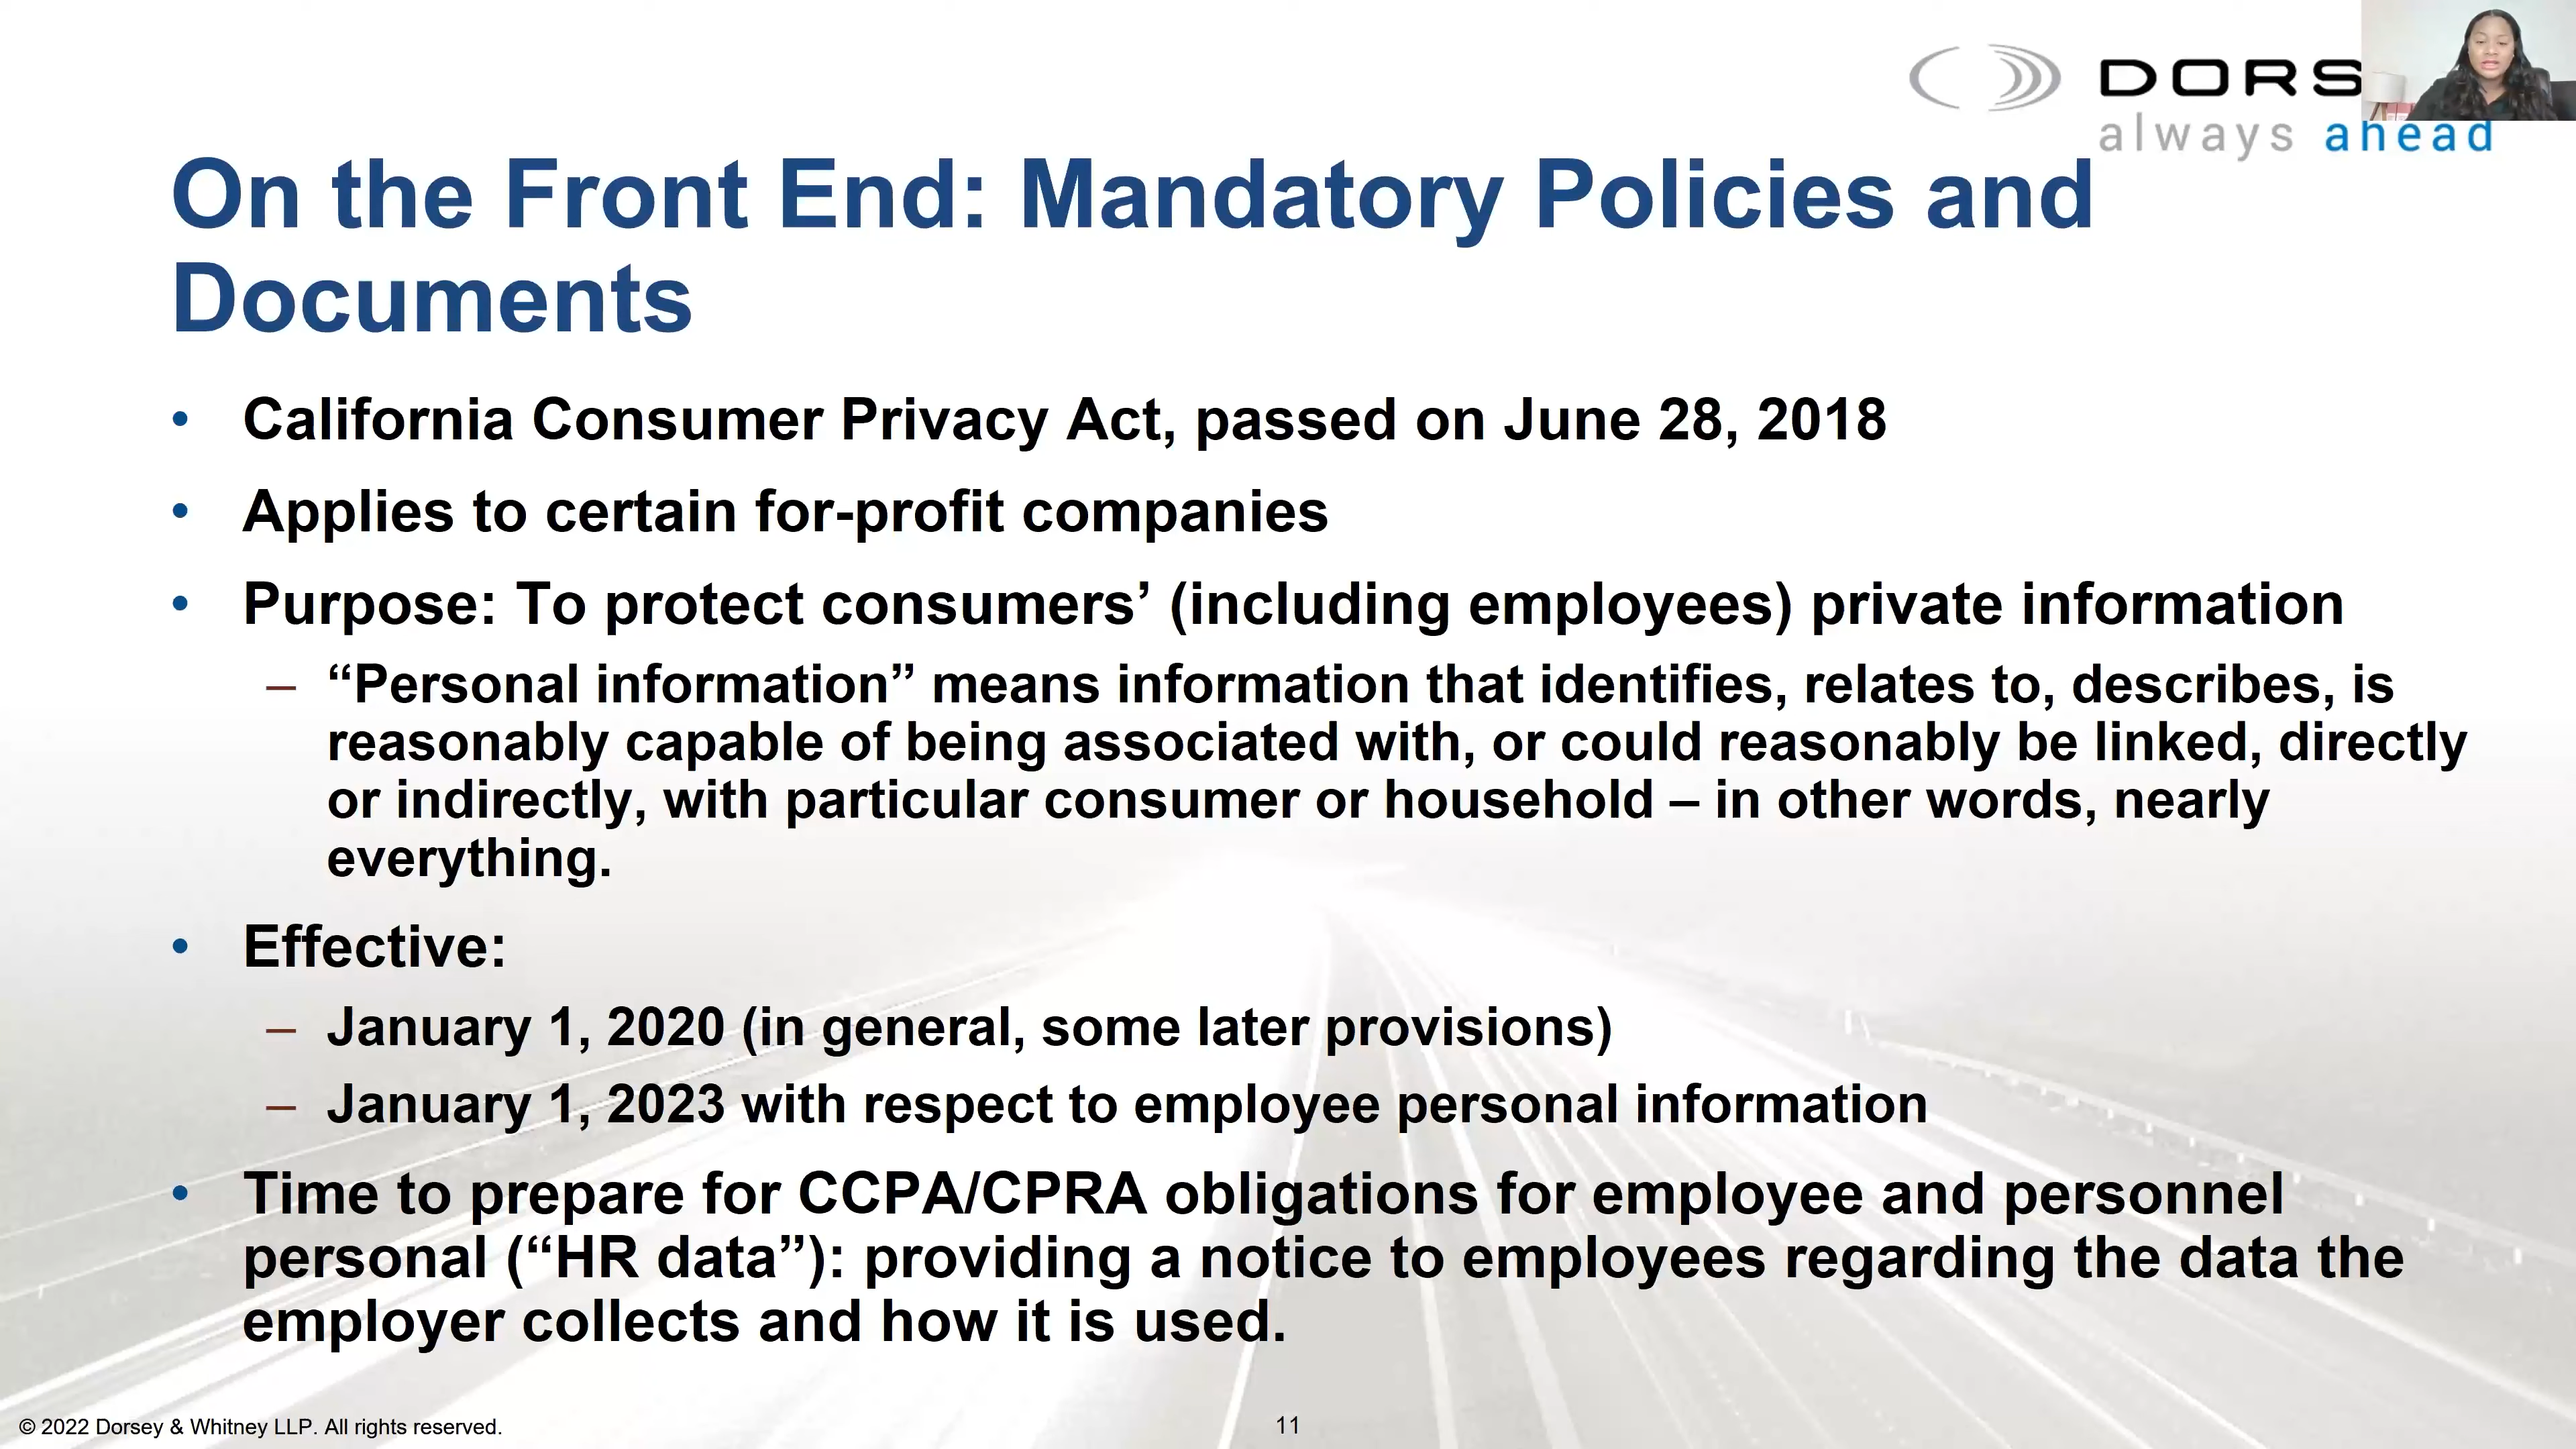 DORS
always ahead
On the Front End: Mandatory Policies and
Documents
• California Consumer Privacy Act, passed on June 28, 2018
• Applies to certain for-profit companies
• Purpose: To protect consumers’ (including employees) private information
– “Personal information” means information that identifies, relates to, describes, is
reasonably capable of being associated with, or could reasonably be linked, directly
or indirectly, with particular consumer or household – in other words, nearly
everything.
• Effective:
– January 1, 2020 (in general, some later provisions)
– January 1, 2023 with respect to employee personal information
• Time to prepare for CCPA/CPRA obligations for employee and personnel
personal (“HR data”): providing a notice to employees regarding the data the
employer collects and how it is used.
© 2022 Dorsey & Whitney LLP. All rights reserved.
11